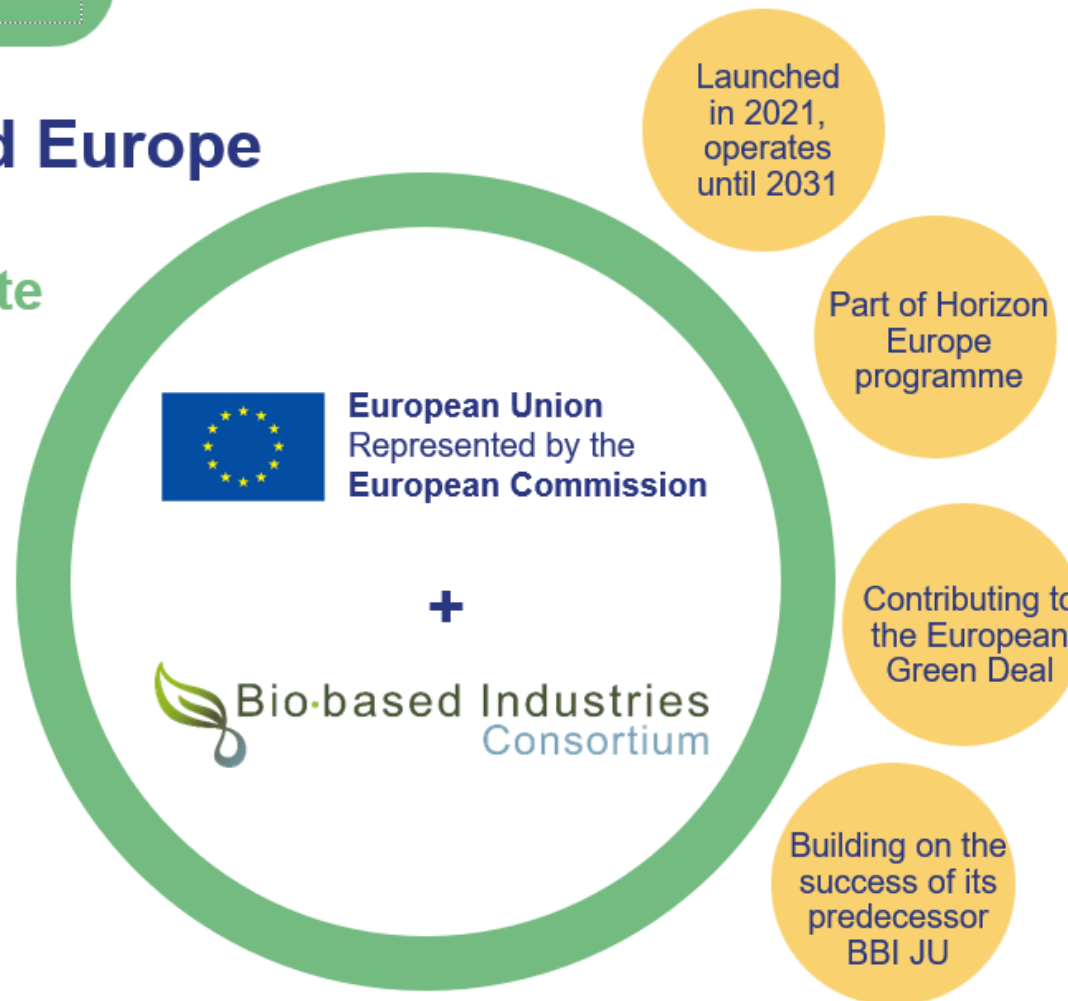 d Europe
te
European Union
Represented by the
European Commission
+
Bio-based Industries
Consortium
Launched
in 2021,
operates
until 2031
Part of Horizon
Europe
programme
Contributing to
the European
Green Deal
Building on the
success of its
predecessor
BBI JU